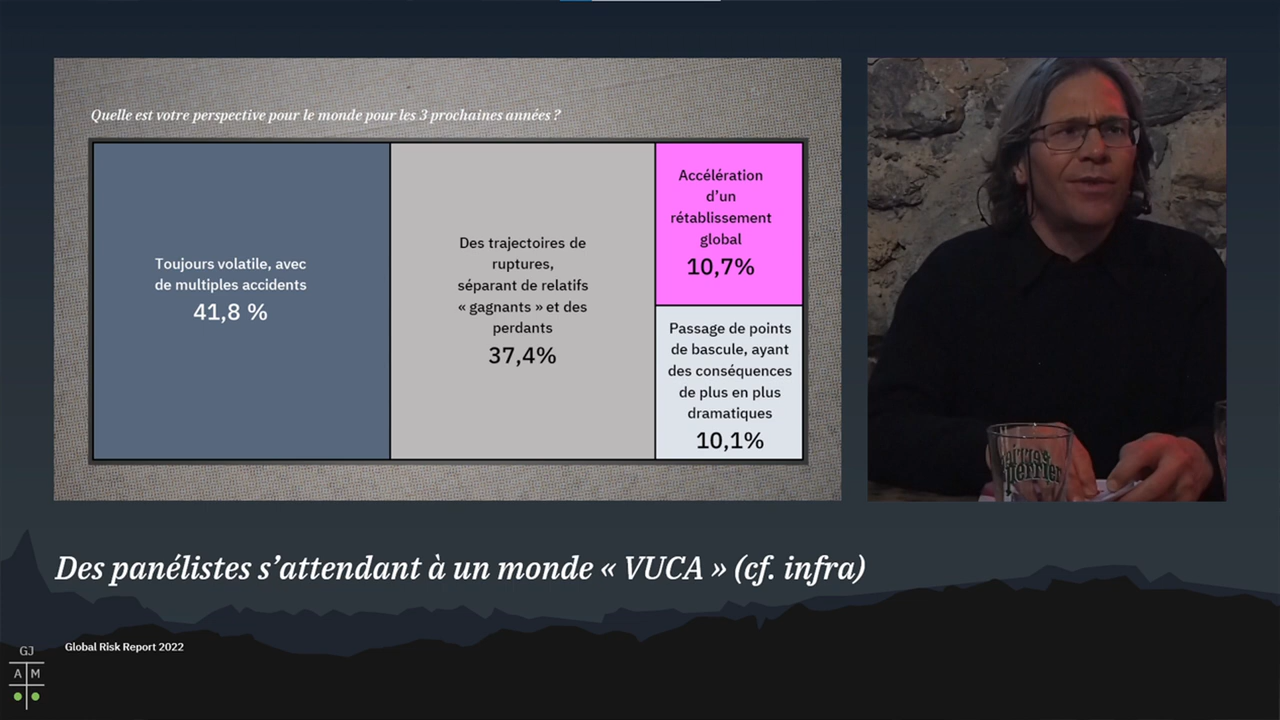 Quelle est votre perspective pour le monde pour les 3 prochaines années ?
Toujours volatile, avec
de multiples accidents
41,8 %
Des trajectoires de
ruptures,
séparant de relatifs
« gagnants » et des
perdants
37,4%
Accélération
d’un
rétablissement
global
10,7%
Passage de points
de bascule, ayant
des conséquences
de plus en plus
dramatiques
10,1%
perrier
Des panélistes s’attendant à un monde « VUCA » (cf. infra)
Global Risk Report 2022
GJ
A M